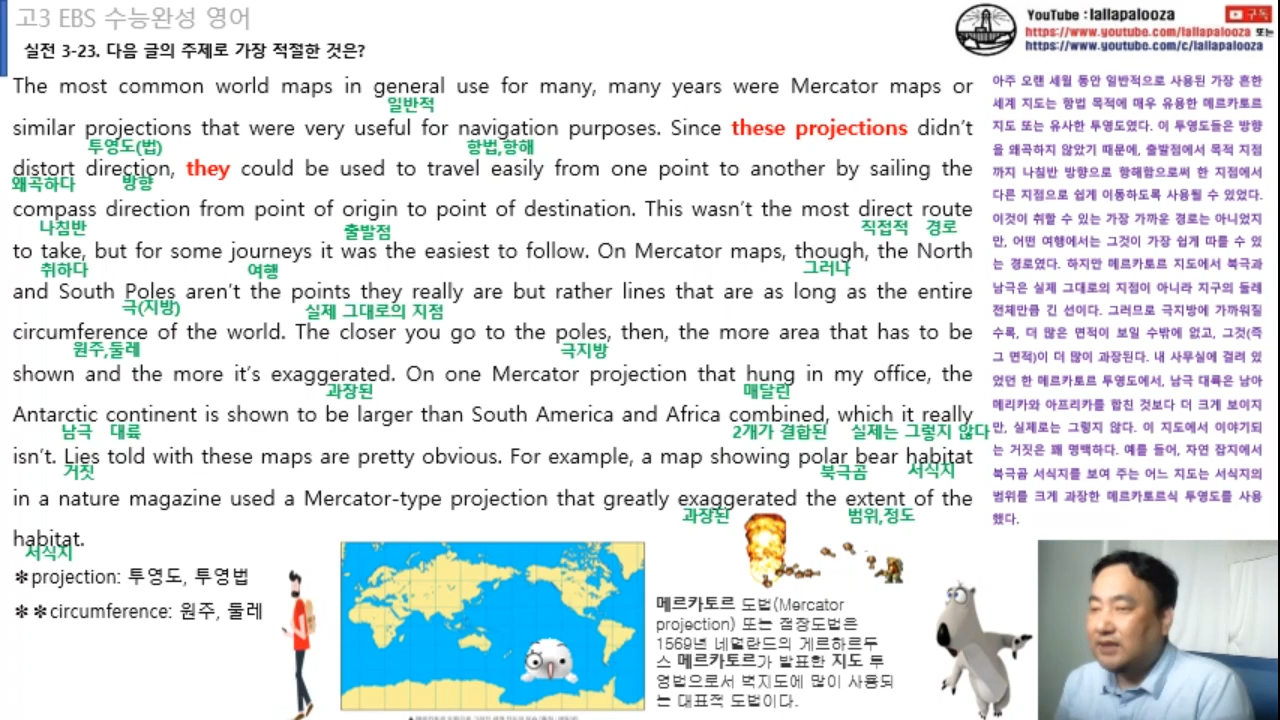 고3 EBS 수능완성 영어
실전 3-23. 다음 글의 주제로 가장 적절한 것은?
YouTube : lallapalooza
구독
https://www.youtube.com/lallapalooza 또는
https://www.youtube.com/c/lallapalooza
The most common world maps in general use for many, many years were Mercator maps or
일반적
similar projections that were very useful for navigation purposes. Since these projections didn't
투영도(법) 항법,항해
distort direction, they could be used to travel easily from one point to another by sailing the
왜곡하다 방향
compass direction from point of origin to point of destination. This wasn't the most direct route
나침반 출발점 직접적 경로
to take, but for some journeys it was the easiest to follow. On Mercator maps, though, the North
취하다 여행 그러나
and South Poles aren't the points they really are but rather lines that are as long as the entire
극(지방) 실제 그대로의 지점
circumference of the world. The closer you go to the poles, then, the more area that has to be
원주,둘레 극지방
shown and the more it's exaggerated. On one Mercator projection that hung in my office, the
과장된 매달린
Antarctic continent is shown to be larger than South America and Africa combined, which it really
남극 대륙 2개가 결합된 실제는 그렇지 않다
isn't. Lies told with these maps are pretty obvious. For example, a map showing polar bear habitat
거짓 북극곰 서식지
in a nature magazine used a Mercator-type projection that greatly exaggerated the extent of the
과장된 범위,정도
habitat.
서식지
✻projection: 투영도, 투영법
✻✻circumference: 원주, 둘레
아주 오랜 세월 동안 일반적으로 사용된 가장 흔한
세계 지도는 항법 목적에 매우 유용한 메르카토르
지도 또는 유사한 투영도였다. 이 투영도들은 방향
을 왜곡하지 않았기 때문에, 출발점에서 목적 지점
까지 나침반 방향으로 항해함으로써 한 지점에서
다른 지점으로 쉽게 이동하도록 사용될 수 있었다.
이것이 취할 수 있는 가장 가까운 경로는 아니었지
만, 어떤 여행에서는 그것이 가장 쉽게 따를 수 있
는 경로였다. 하지만 메르카토르 지도에서 북극과
남극은 실제 그대로의 지점이 아니라 지구의 둘레
전체만큼 긴 선이다. 그러므로 극지방에 가까워질
수록, 더 많은 면적이 보일 수밖에 없고, 그것(즉
그 면적)이 더 많이 과장된다. 내 사무실에 걸려 있
었던 한 메르카토르 투영도에서, 남극 대륙은 남아
메리카와 아프리카를 합친 것보다 더 크게 보이지
만, 실제로는 그렇지 않다. 이 지도에서 이야기되
는 거짓은 꽤 명백하다. 예를 들어, 자연 잡지에서
북극곰 서식지를 보여 주는 어느 지도는 서식지의
범위를 크게 과장한 메르카토르식 투영도를 사용
했다.
메르카토르 도법(Mercator
projection) 또는 점장도법은
1569년 네덜란드의 게르하르두
스 메르카토르가 발표한 지도 투
영법으로서 벽지도에 많이 사용되
는 대표적 도법이다.